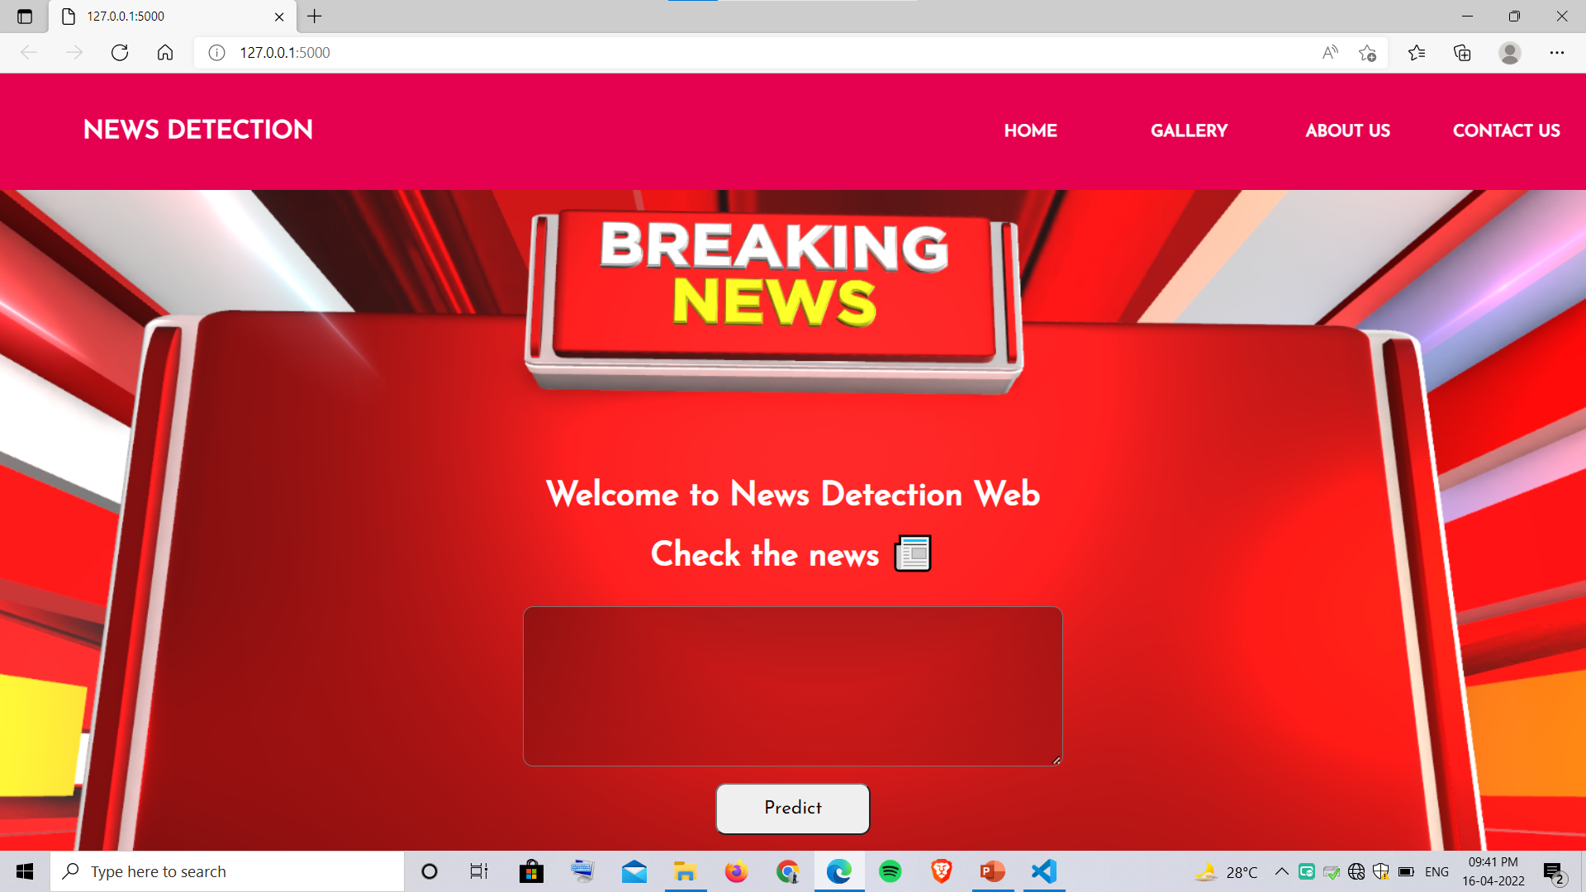 127.0.0.1:5000
127.0.0.1:5000
NEWS DETECTION
HOME
GALLERY
ABOUT US
CONTACT US
BREAKING
NEWS
Welcome to News Detection Web
Check the news
Predict
Type here to search
28°C
ENG
09:41 PM
16-04-2022
2